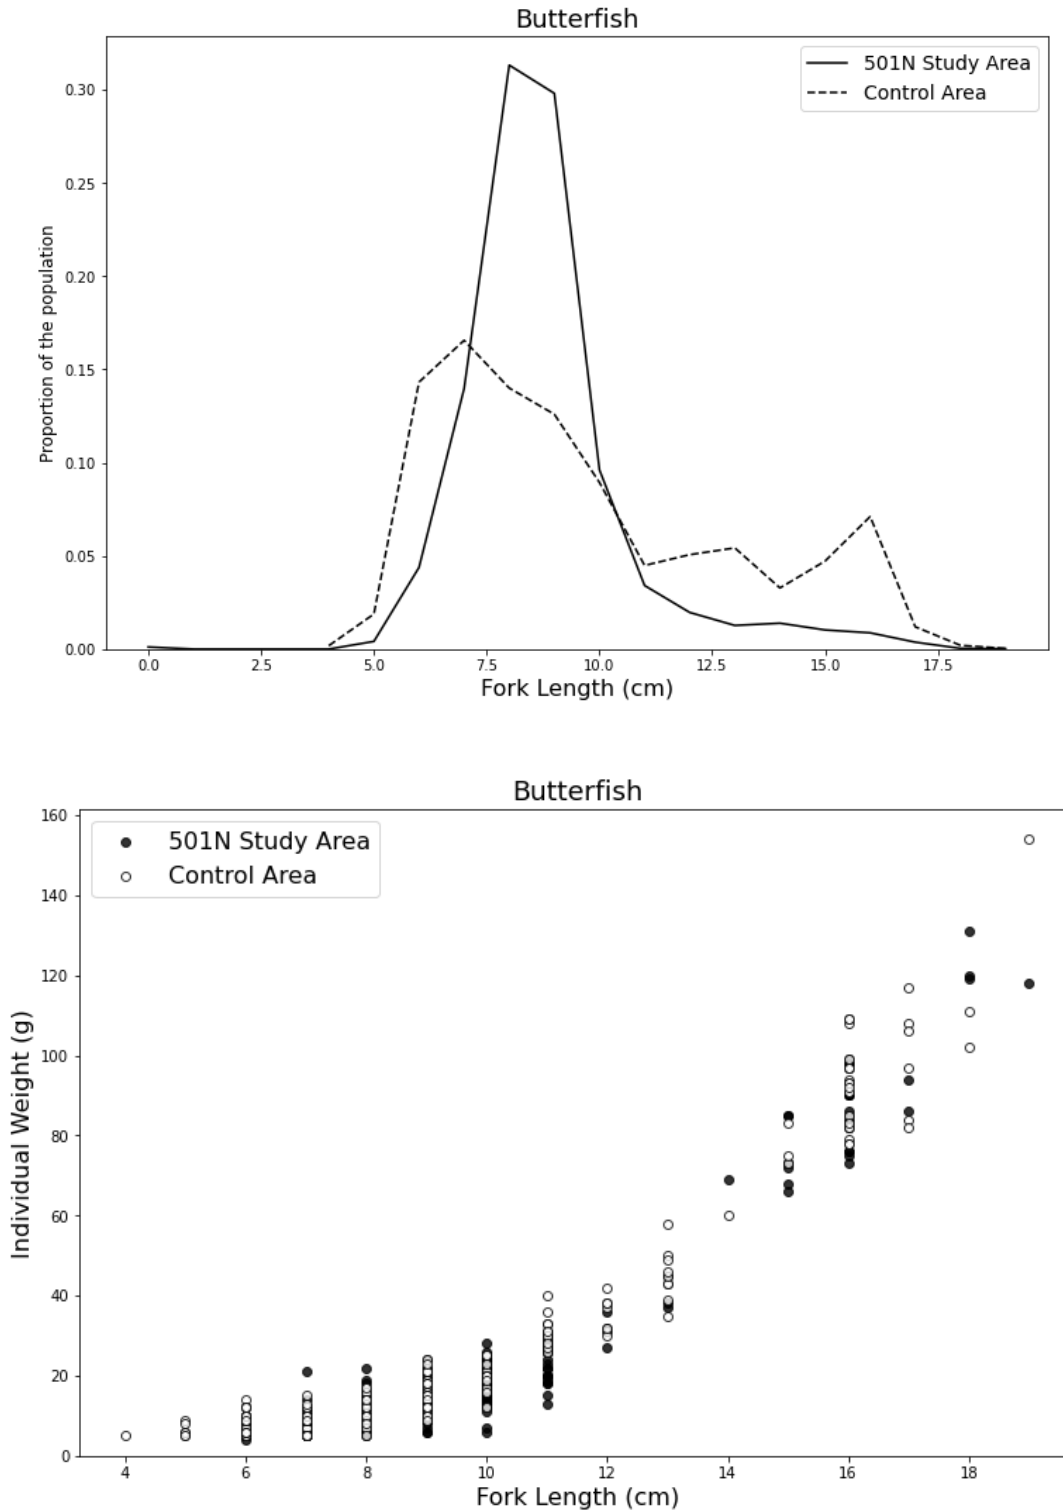 Butterfish
501N Study Area
Control Area
0.30
0.25
0.20
0.15
0.10
0.05
0.00
Proportion of the population
0.0 2.5 5.0 7.5 10.0 12.5 15.0 17.5
Fork Length (cm)
Butterfish
501N Study Area
Control Area
160
140
120
100
80
60
40
20
0
Individual Weight (g)
4 6 8 10 12 14 16 18
Fork Length (cm)